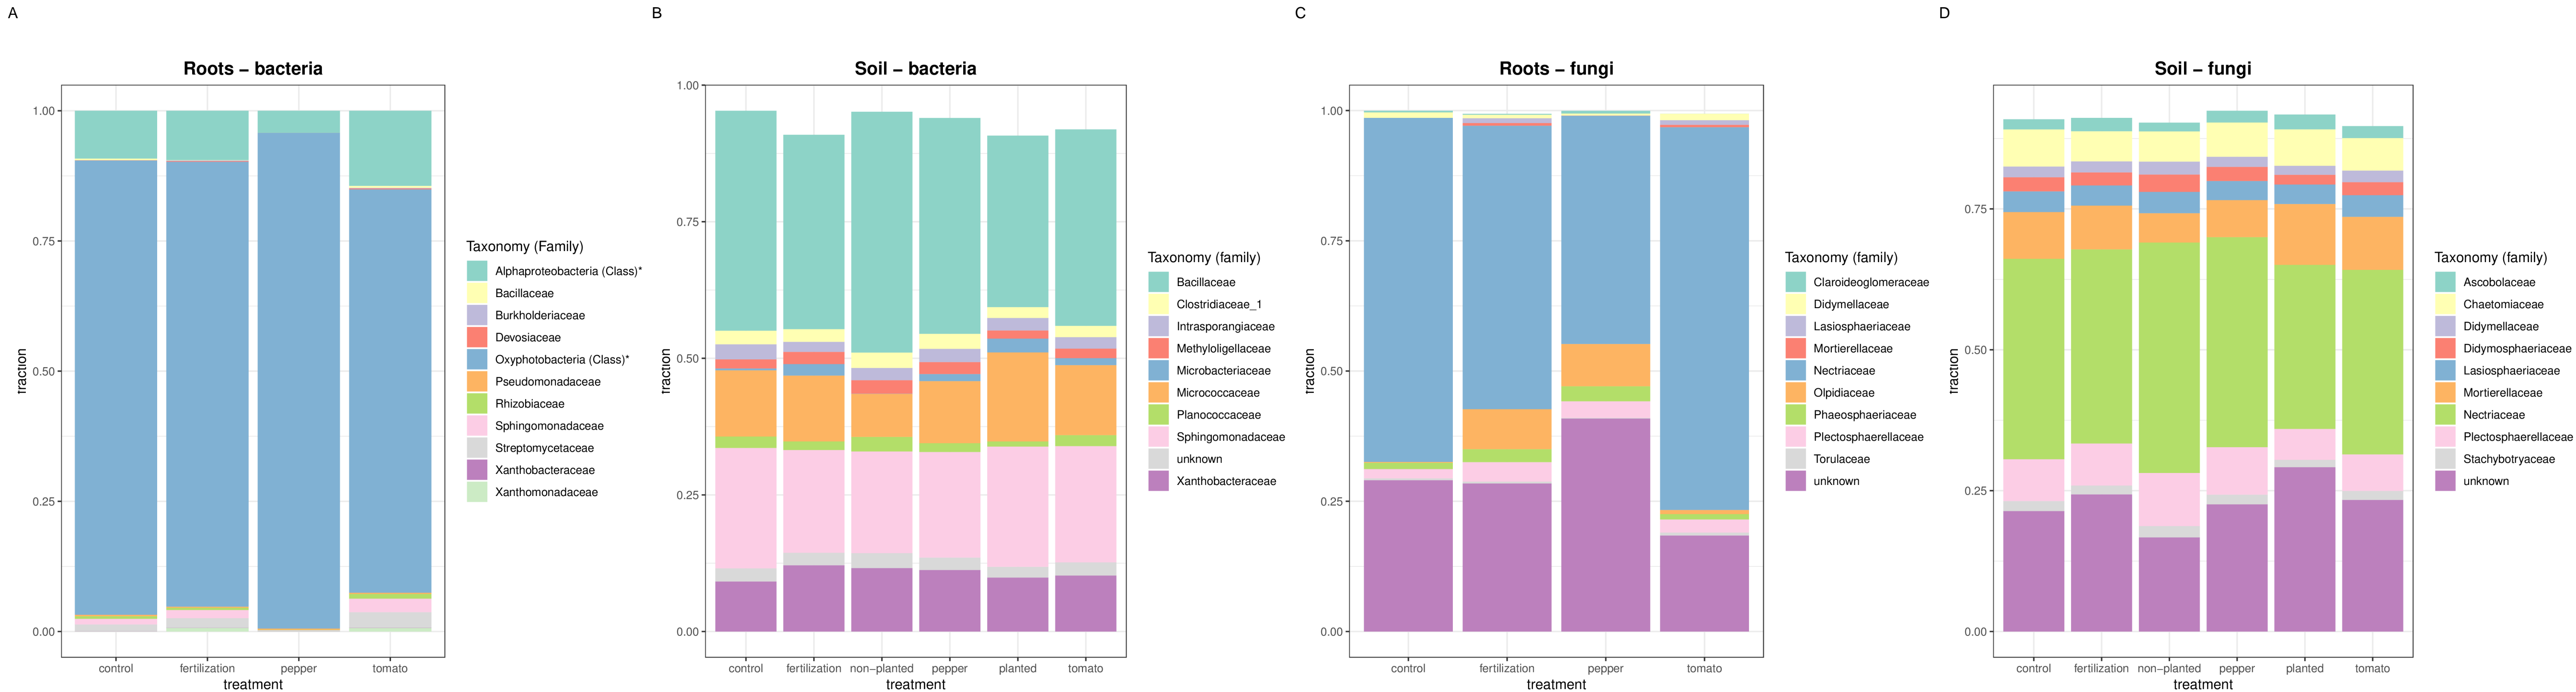 A
Roots − bacteria
fraction
1.00
0.75
0.50
0.25
0.00
control
fertilization
pepper
tomato
treatment
Taxonomy (Family)
Alphaproteobacteria (Class)*
Bacillaceae
Burkholderiaceae
Devosiaceae
Oxyphotobacteria (Class)*
Pseudomonadaceae
Rhizobiaceae
Sphingomonadaceae
Streptomycetaceae
Xanthobacteraceae
Xanthomonadaceae
B
Soil − bacteria
fraction
1.00
0.75
0.50
0.25
0.00
control
fertilization
non−planted
pepper
planted
tomato
treatment
Taxonomy (family)
Bacillaceae
Clostridiaceae_1
Intrasporangiaceae
Methyloligellaceae
Microbacteriaceae
Micrococcaceae
Planococcaceae
Sphingomonadaceae
unknown
Xanthobacteraceae
C
Roots − fungi
fraction
1.00
0.75
0.50
0.25
0.00
control
fertilization
pepper
tomato
treatment
Taxonomy (family)
Claroideoglomeraceae
Didymellaceae
Lasiosphaeriaceae
Mortierellaceae
Nectriaceae
Olpidiaceae
Phaeosphaeriaceae
Plectosphaerellaceae
Torulaceae
unknown
D
Soil − fungi
fraction
0.75
0.50
0.25
0.00
control
fertilization
non−planted
pepper
planted
tomato
treatment
Taxonomy (family)
Ascobolaceae
Chaetomiaceae
Didymellaceae
Didymosphaeriaceae
Lasiosphaeriaceae
Mortierellaceae
Nectriaceae
Plectosphaerellaceae
Stachybotryaceae
unknown